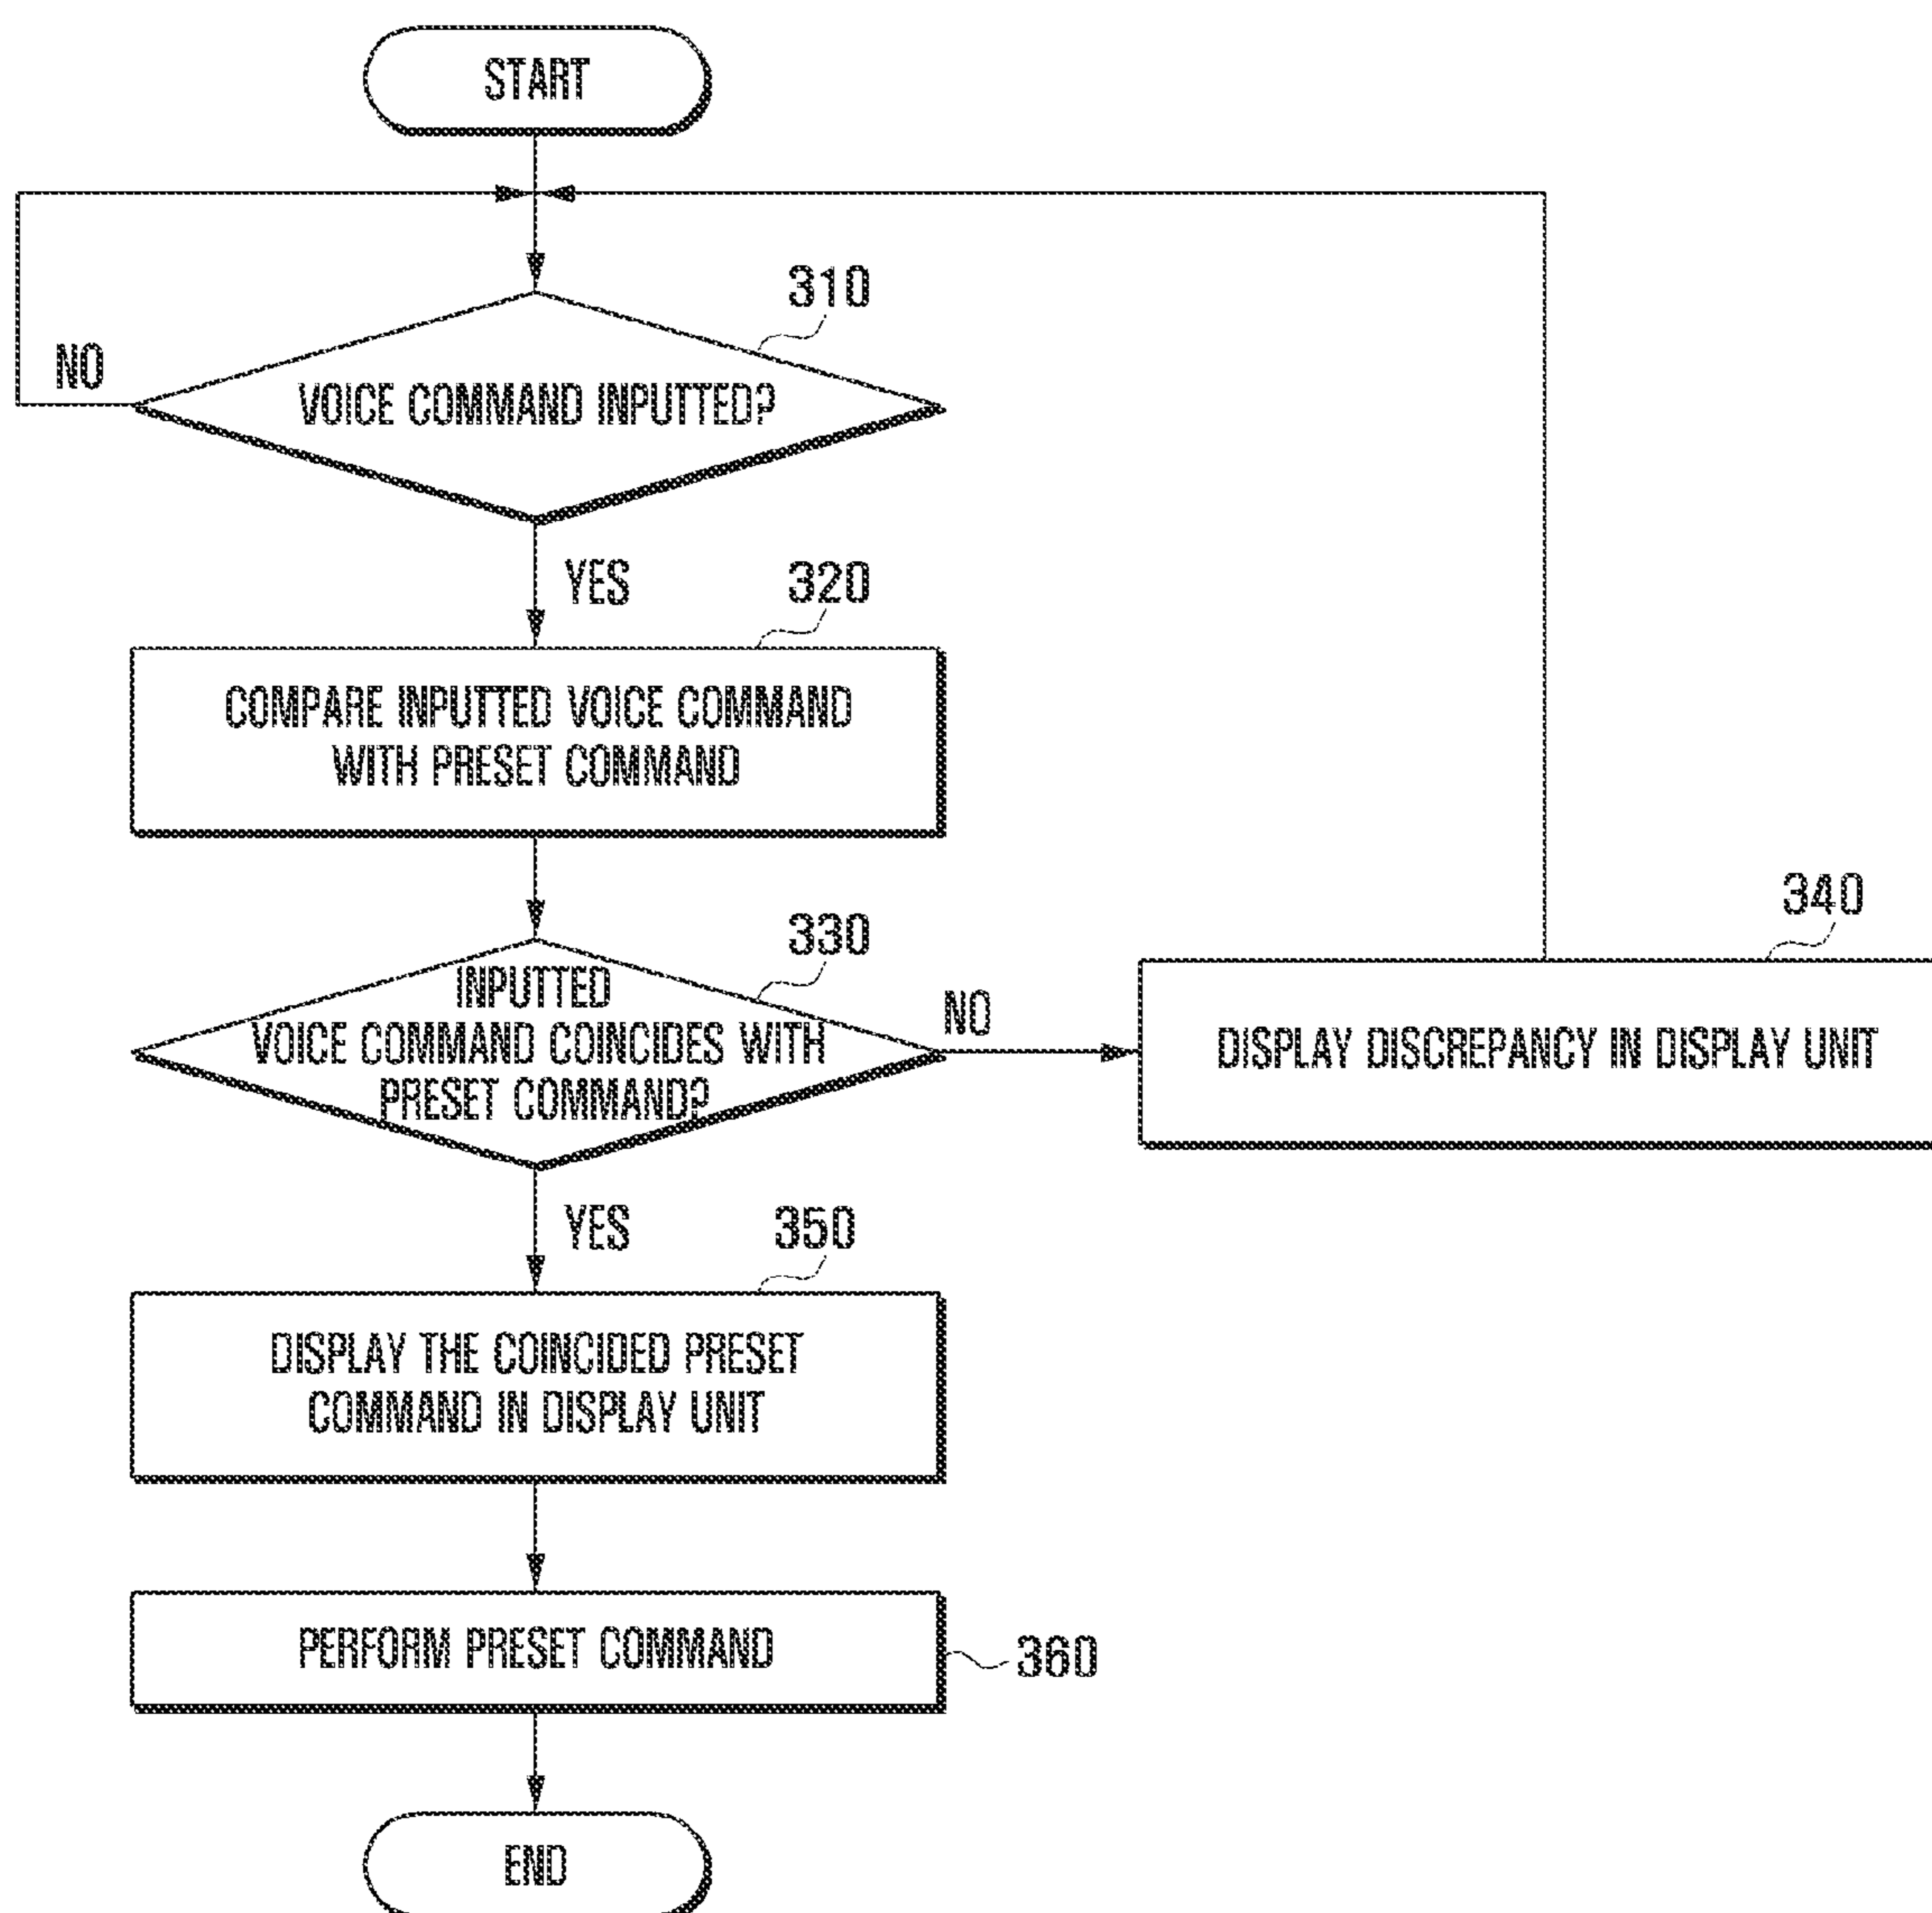 START
310
NO
VOICE COMMAND INPUTTED?
YES
320
COMPARE INPUTTED VOICE COMMAND
WITH PRESET COMMAND
330
INPUTTED
VOICE COMMAND COINCIDES WITH
PRESET COMMAND?
NO
340
DISPLAY DISCREPANCY IN DISPLAY UNIT
YES
350
DISPLAY THE COINCIDED PRESET
COMMAND IN DISPLAY UNIT
PERFORM PRESET COMMAND
360
END